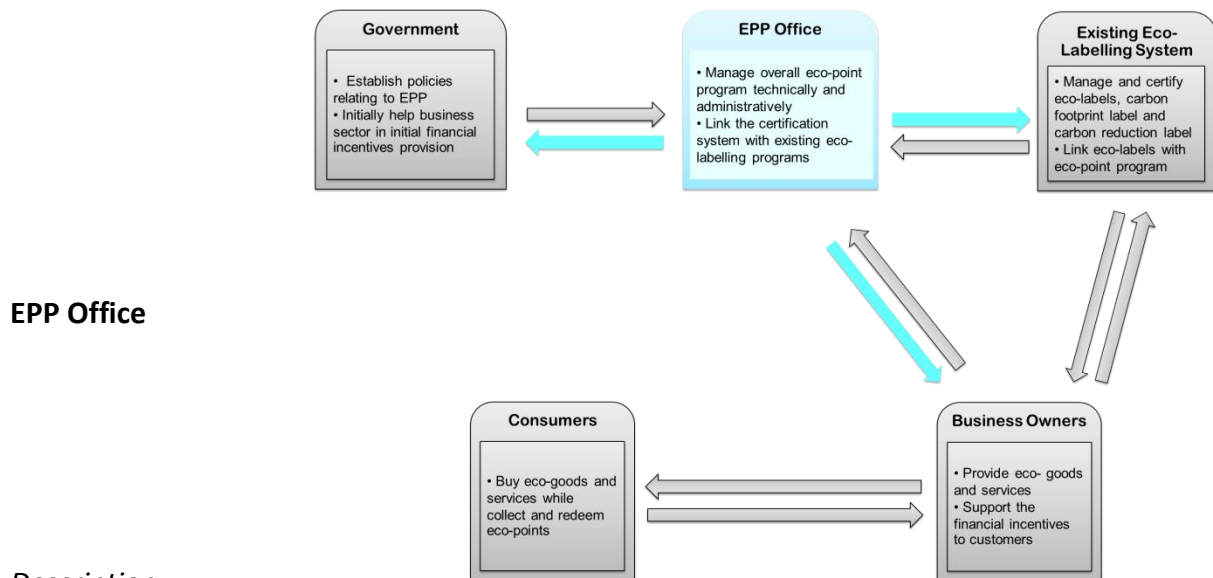 Government
• Establish policies
relating to EPP
• Initially help business
sector in initial financial
incentives provision
EPP Office
• Manage overall eco-point
program technically and
administratively
• Link the certification
system with existing eco-
labelling programs
Existing Eco-
Labelling System
• Manage and certify
eco-labels, carbon
footprint label and
carbon reduction label
• Link eco-labels with
eco-point program
EPP Office
Consumers
• Buy eco-goods and
services while
collect and redeem
eco-points
Business Owners
• Provide eco- goods
and services
• Support the
financial incentives
to customers
Description